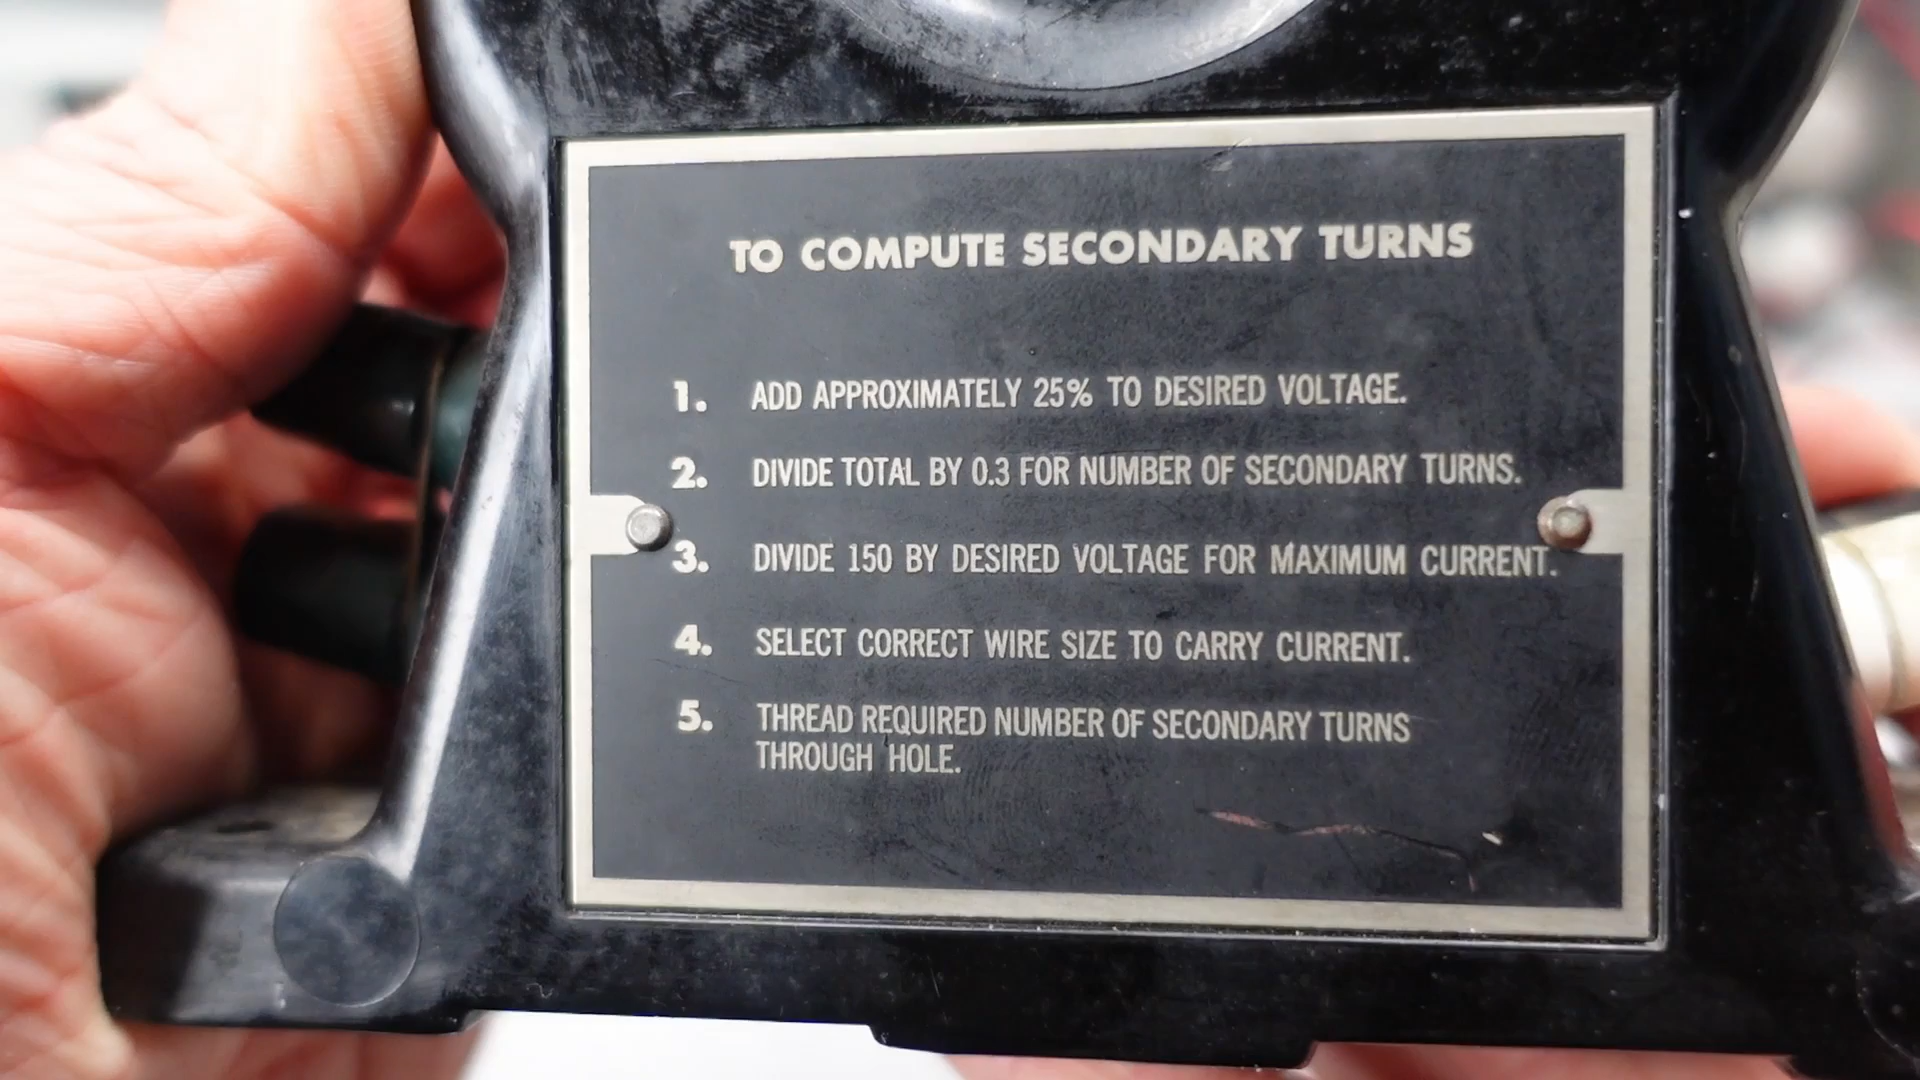 TO COMPUTE SECONDARY TURNS
1. ADD APPROXIMATELY 25% TO DESIRED VOLTAGE.
2. DIVIDE TOTAL BY 0.3 FOR NUMBER OF SECONDARY TURNS.
3. DIVIDE 150 BY DESIRED VOLTAGE FOR MAXIMUM CURRENT.
4. SELECT CORRECT WIRE SIZE TO CARRY CURRENT.
5. THREAD REQUIRED NUMBER OF SECONDARY TURNS
THROUGH HOLE.